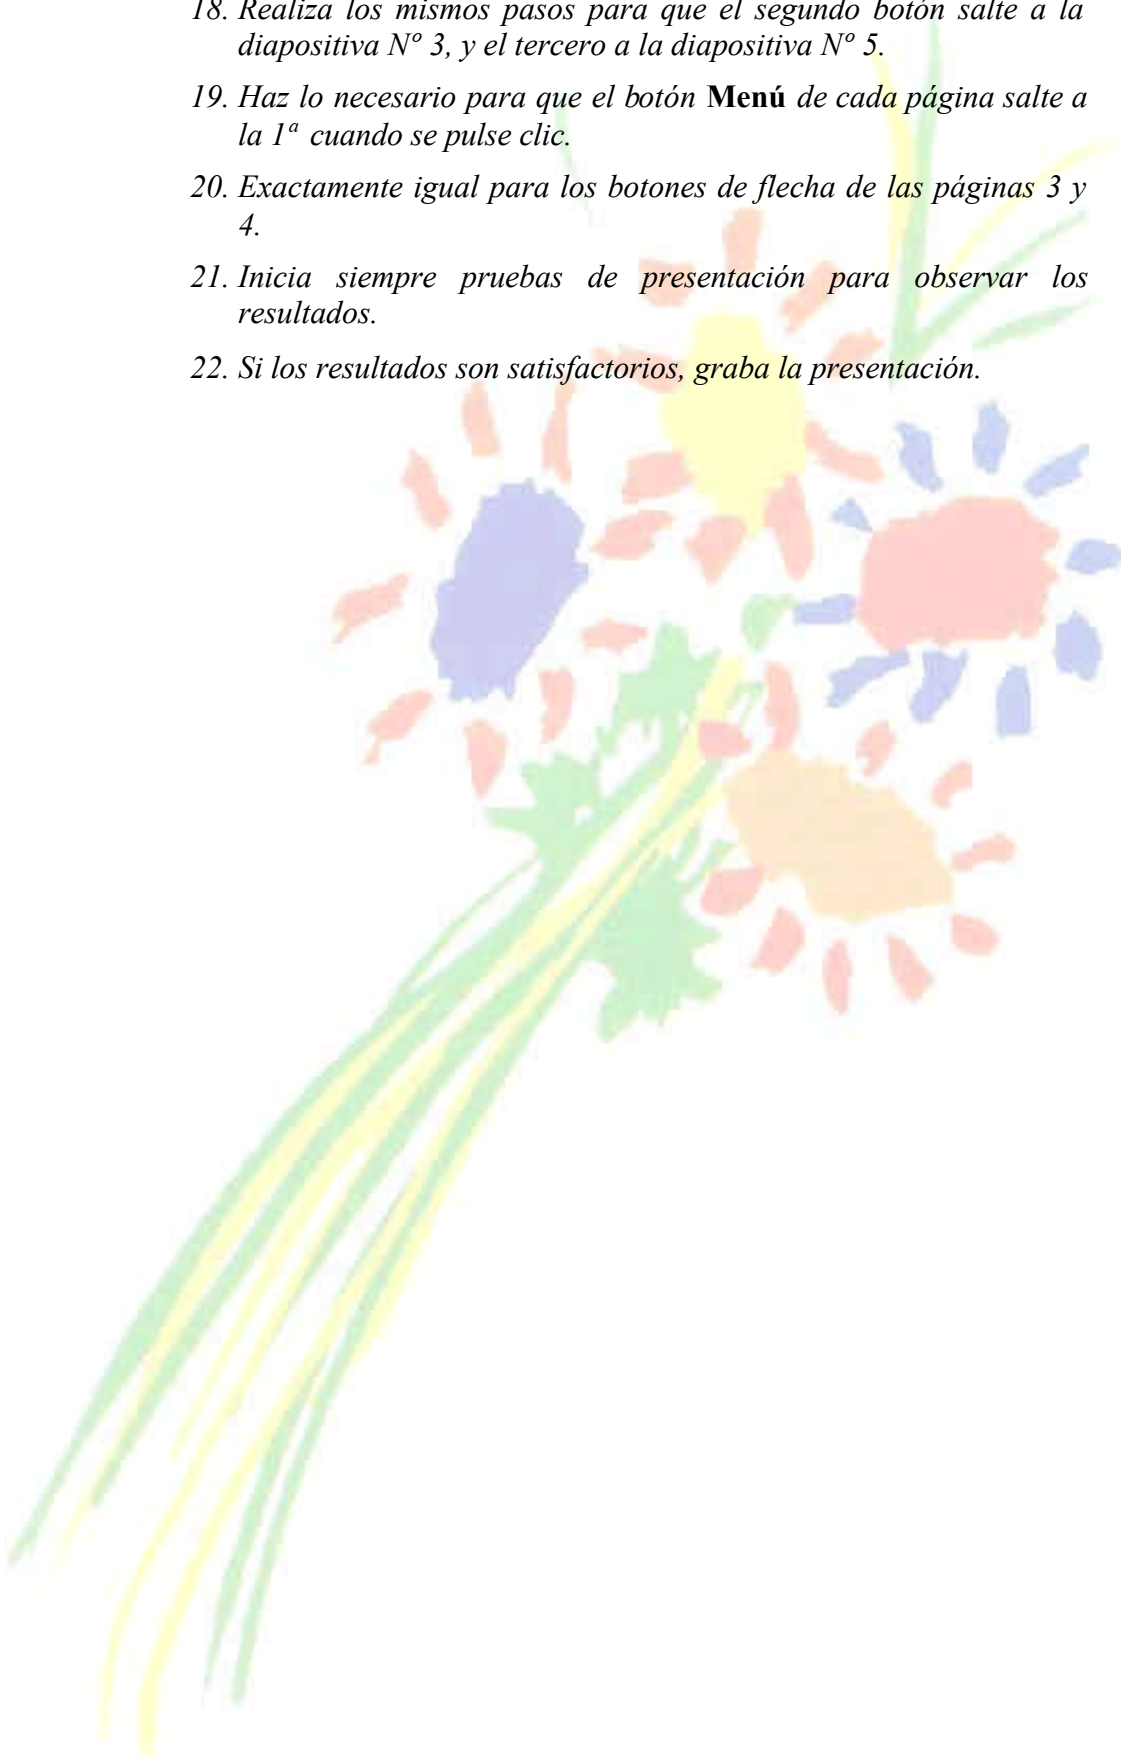 18. Realiza los mismos pasos para que el segundo botón salte a la
diapositiva Nº 3, y el tercero a la diapositiva Nº 5.
19. Haz lo necesario para que el botón Menú de cada página salte a
la 1ª cuando se pulse clic.
20. Exactamente igual para los botones de flecha de las páginas 3 y
4.
21. Inicia siempre pruebas de presentación para observar los
resultados.
22. Si los resultados son satisfactorios, graba la presentación.